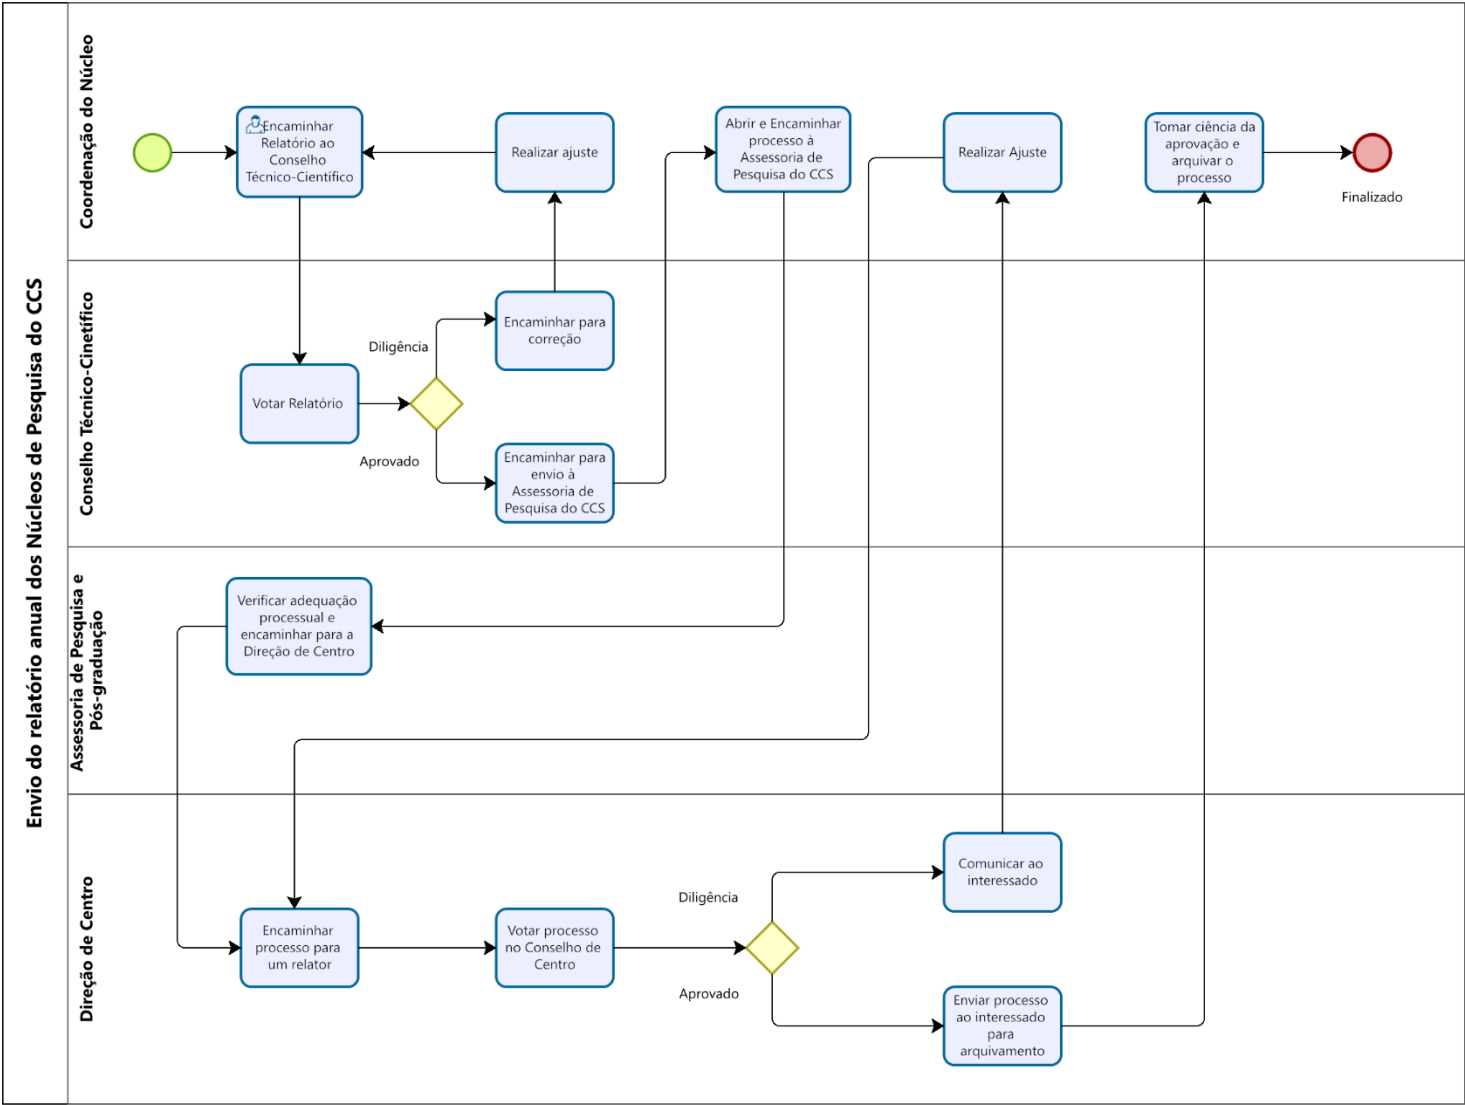 Envio do relatório anual dos Núcleos de Pesquisa do CCS
Coordenação do Núcleo
Encaminhar
Relatório ao
Conselho
Técnico-Científico
Realizar ajuste
Abrir e Encaminhar
processo à
Assessoria de
Pesquisa do CCS
Realizar Ajuste
Tomar ciência da
aprovação e
arquivar o
processo
Finalizado
Conselho Técnico-Cinetífico
Votar Relatório
Diligência
Aprovado
Encaminhar para
correção
Encaminhar para
envio à
Assessoria de
Pesquisa do CCS
Assessoria de Pesquisa e
Pós-graduação
Verificar adequação
processual e
encaminhar para a
Direção de Centro
Direção de Centro
Encaminhar
processo para
um relator
Votar processo
no Conselho de
Centro
Diligência
Aprovado
Comunicar ao
interessado
Enviar processo
ao interessado
para
arquivamento